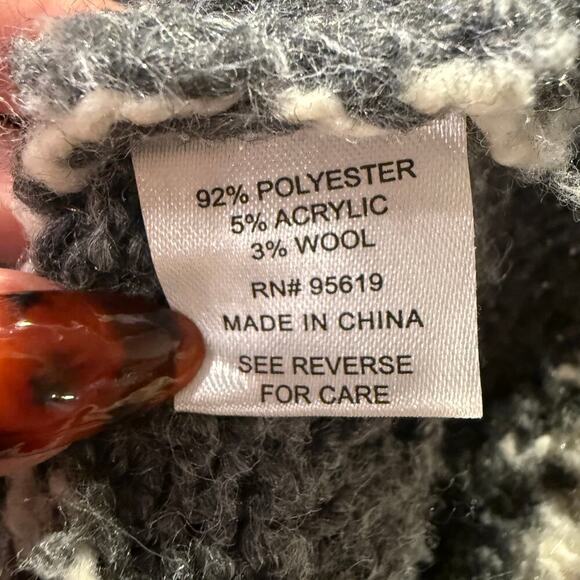 92% POLYESTER
5% ACRYLIC
3% WOOL
RN# 95619
MADE IN CHINA
SEE REVERSE
FOR CARE